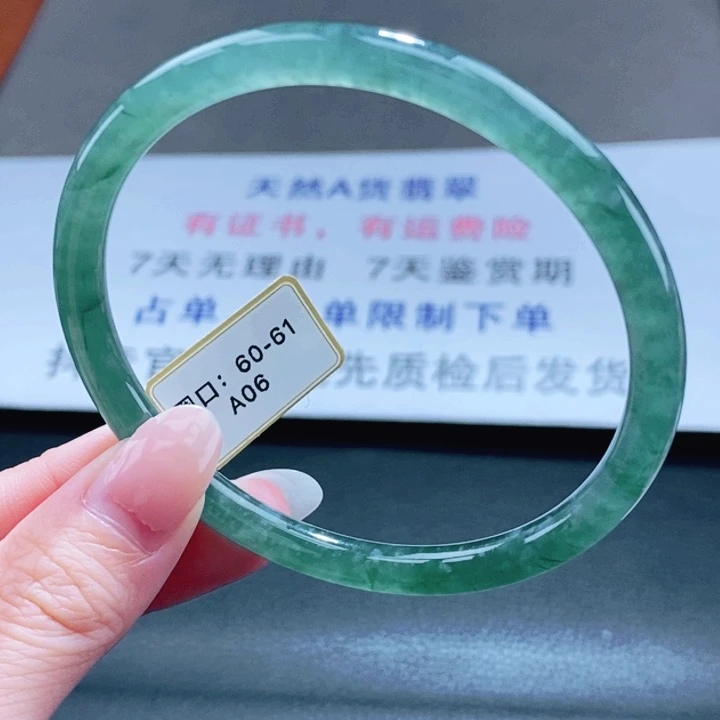 天然A货翡翠
有证书，有运费险
7天无理由 7天鉴赏期
占单 单限制下单
先质检后发货
圈口：60-61
A06